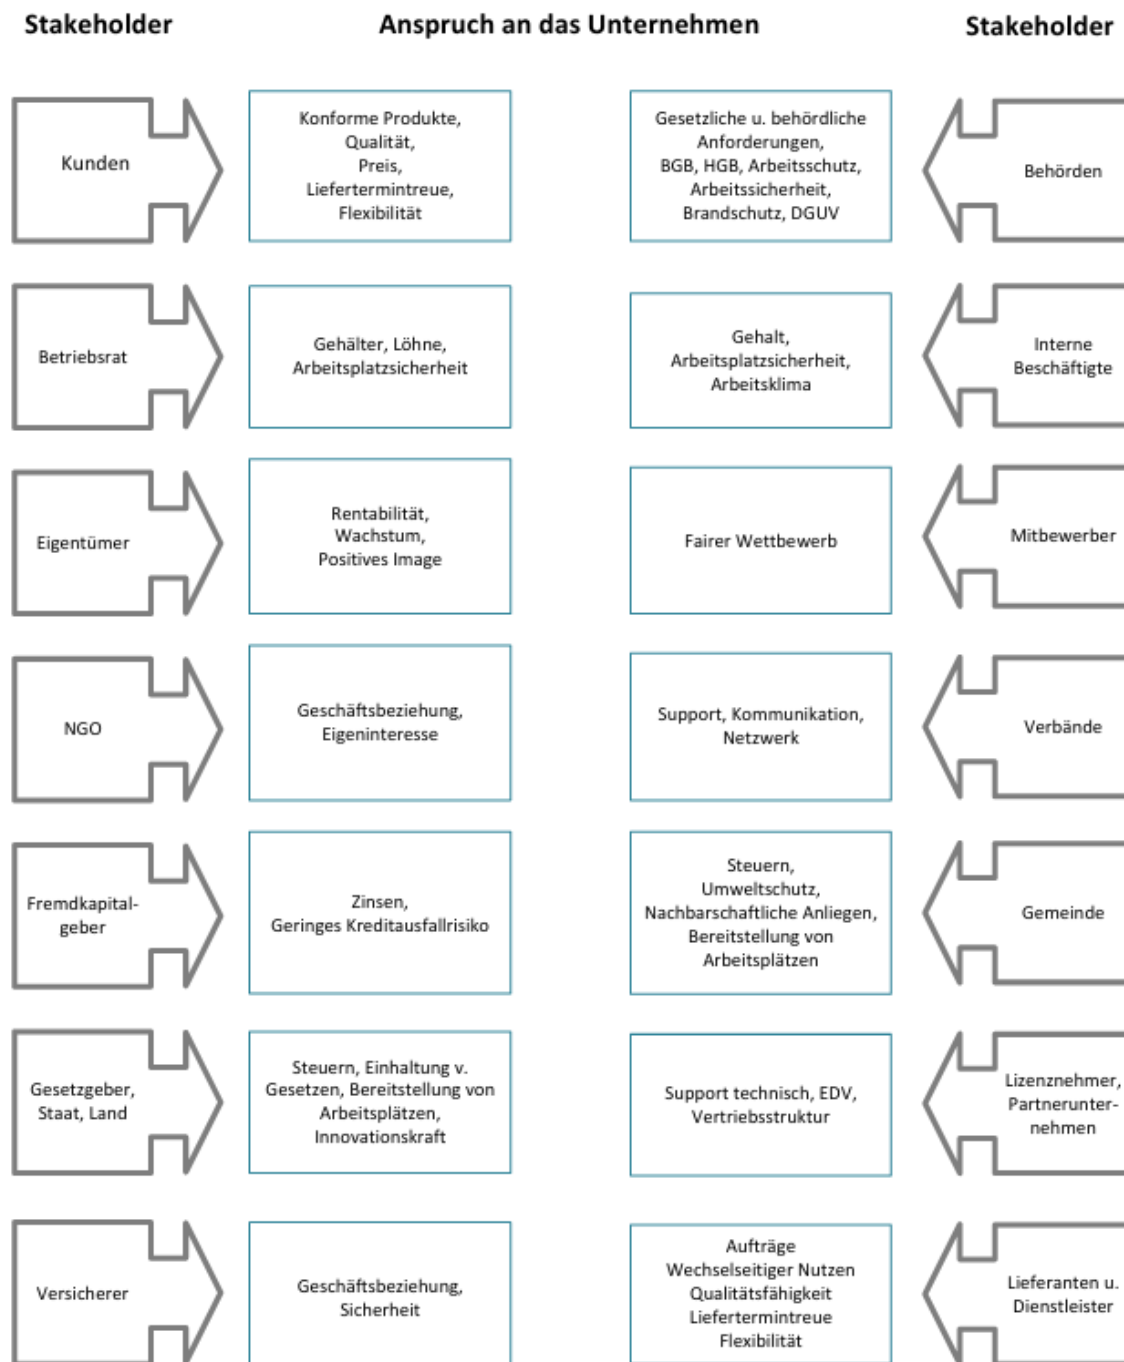 Stakeholder
Anspruch an das Unternehmen
Stakeholder
Kunden
Konforme Produkte,
Qualität,
Preis,
Liefertermintreue,
Flexibilität
Gesetzliche u. behördliche
Anforderungen,
BGB, HGB, Arbeitsschutz,
Arbeitssicherheit,
Brandschutz, DGUV
Behörden
Betriebsrat
Gehälter, Löhne,
Arbeitsplatzsicherheit
Gehalt,
Arbeitsplatzsicherheit,
Arbeitsklima
Interne
Beschäftigte
Eigentümer
Rentabilität,
Wachstum,
Positives Image
Fairer Wettbewerb
Mitbewerber
NGO
Geschäftsbeziehung,
Eigeninteresse
Support, Kommunikation,
Netzwerk
Verbände
Fremdkapital-
geber
Zinsen,
Geringes Kreditausfallrisiko
Steuern,
Umweltschutz,
Nachbarschaftliche Anliegen,
Bereitstellung von
Arbeitsplätzen
Gemeinde
Gesetzgeber,
Staat, Land
Steuern, Einhaltung v.
Gesetzen, Bereitstellung von
Arbeitsplätzen,
Innovationskraft
Support technisch, EDV,
Vertriebsstruktur
Lizenznehmer,
Partnerunter-
nehmen
Versicherer
Geschäftsbeziehung,
Sicherheit
Aufträge
Wechselseitiger Nutzen
Qualitätsfähigkeit
Liefertermintreue
Flexibilität
Lieferanten u.
Dienstleister